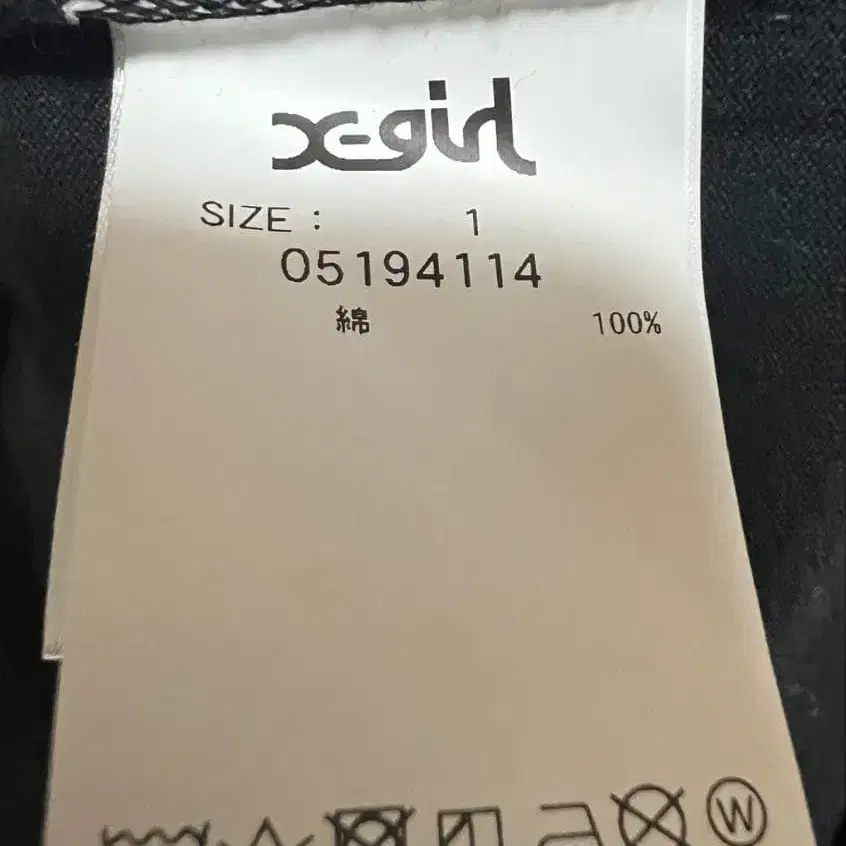 X-girl
SIZE : 1
05194114
綿 100%
W